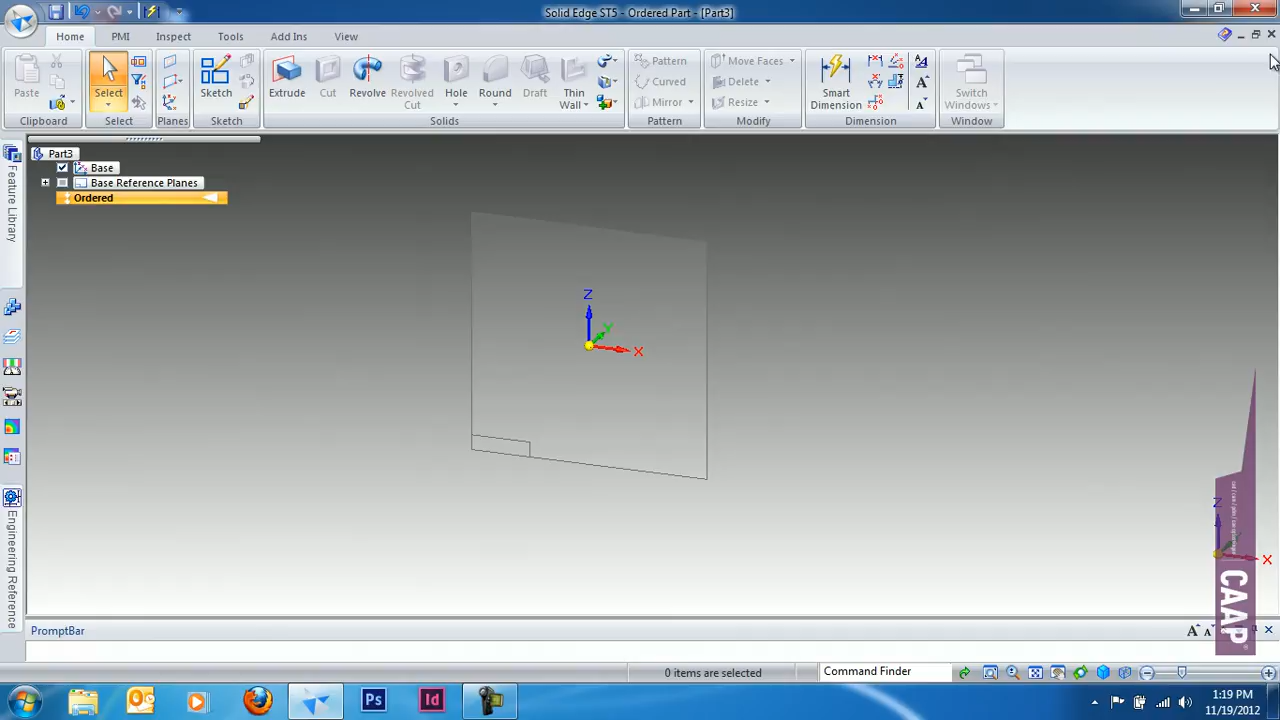 Solid Edge ST5 - Ordered Part - [Part3]
Home PMI Inspect Tools Add Ins View
Paste
Clipboard
Select
Select
Planes
Sketch
Sketch
Extrude
Cut
Revolve
Revolved Cut
Hole
Round
Draft
Thin Wall
Solids
Pattern
Curved
Mirror
Pattern
Move Faces
Delete
Resize
Modify
Smart Dimension
Dimension
Switch Windows
Window
Feature Library
Engineering Reference
Part3
Base
Base Reference Planes
Ordered
Z
Y
X
Z
X
CAAP
PromptBar
0 items are selected
Command Finder
Ps
Id
1:19 PM
11/19/2012